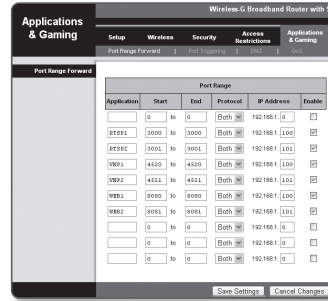 Wireless-G Broadband Router with
Applications & Gaming
Setup Wireless Security Access Restrictions Applications & Gaming
Port Range Forward | Port Triggering | DMZ | QoS
Port Range Forward
Port Range
Application Start End Protocol IP Address Enable
0 to 0 Both 192.168.1. 0
RTSP1 3000 to 3000 Both 192.168.1. 100
RTSP2 3001 to 3001 Both 192.168.1. 101
VNP1 4520 to 4520 Both 192.168.1. 100
VNP2 4521 to 4521 Both 192.168.1. 101
WEB1 8080 to 8080 Both 192.168.1. 100
WEB2 8081 to 8081 Both 192.168.1. 101
0 to 0 Both 192.168.1. 0
0 to 0 Both 192.168.1. 0
0 to 0 Both 192.168.1. 0
Save Settings Cancel Changes